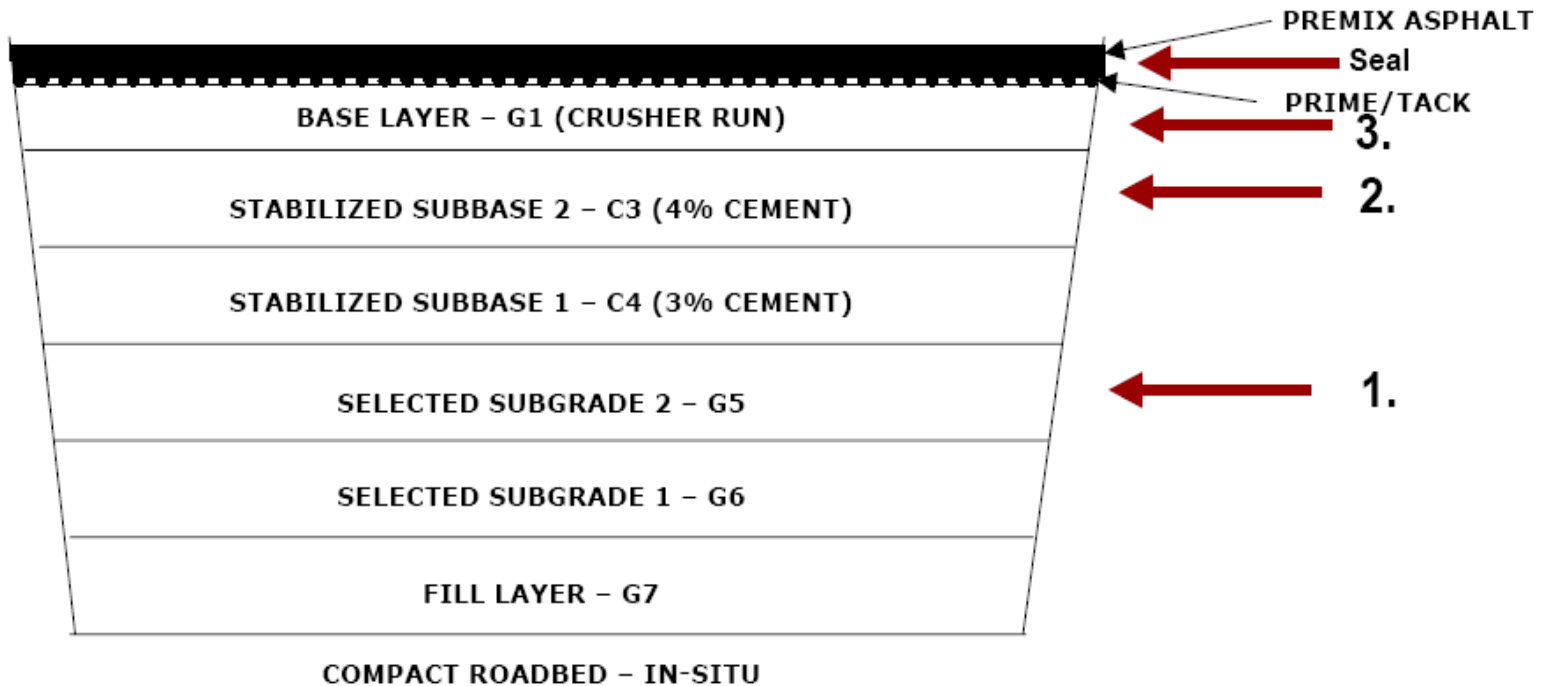 PREMIX ASPHALT
Seal
PRIME/TACK
BASE LAYER – G1 (CRUSHER RUN)
3.
STABILIZED SUBBASE 2 – C3 (4% CEMENT)
2.
STABILIZED SUBBASE 1 – C4 (3% CEMENT)
SELECTED SUBGRADE 2 – G5
1.
SELECTED SUBGRADE 1 – G6
FILL LAYER – G7
COMPACT ROADBED – IN-SITU